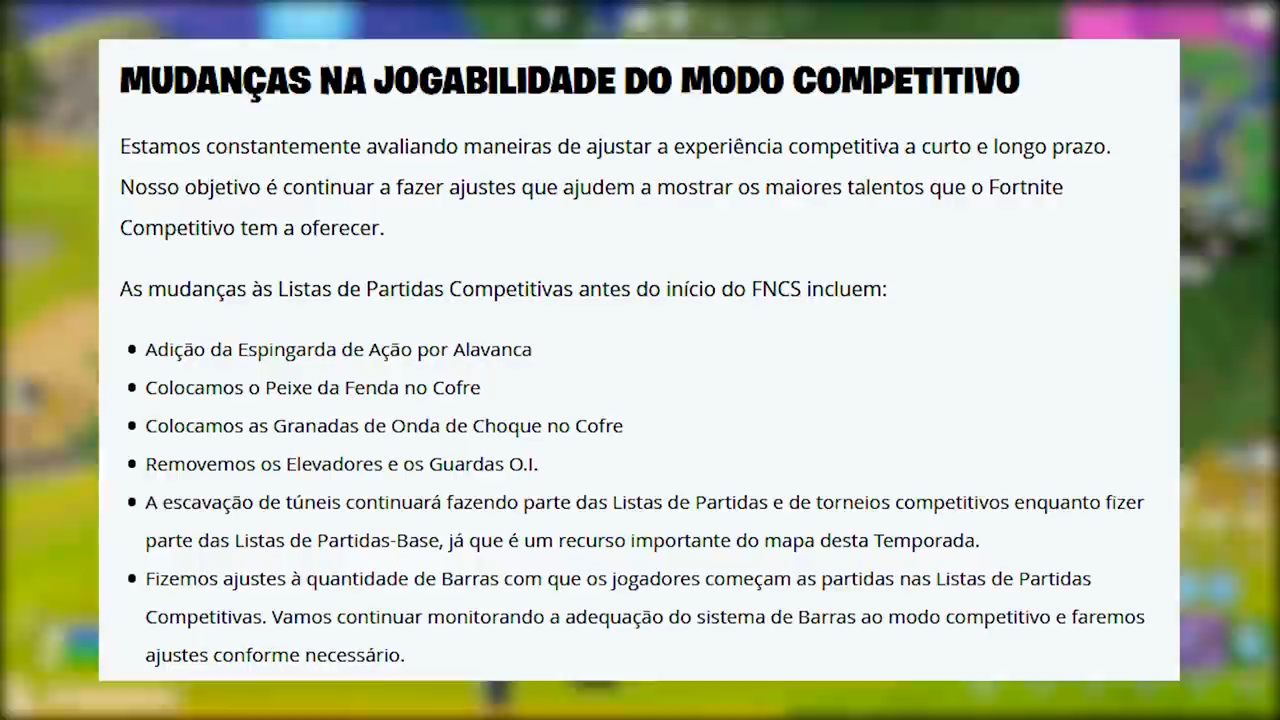 MUDANÇAS NA JOGABILIDADE DO MODO COMPETITIVO
Estamos constantemente avaliando maneiras de ajustar a experiência competitiva a curto e longo prazo.
Nosso objetivo é continuar a fazer ajustes que ajudem a mostrar os maiores talentos que o Fortnite
Competitivo tem a oferecer.
As mudanças às Listas de Partidas Competitivas antes do início do FNCS incluem:
• Adição da Espingarda de Ação por Alavanca
• Colocamos o Peixe da Fenda no Cofre
• Colocamos as Granadas de Onda de Choque no Cofre
• Removemos os Elevadores e os Guardas O.I.
• A escavação de túneis continuará fazendo parte das Listas de Partidas e de torneios competitivos enquanto fizer
parte das Listas de Partidas-Base, já que é um recurso importante do mapa desta Temporada.
• Fizemos ajustes à quantidade de Barras com que os jogadores começam as partidas nas Listas de Partidas
Competitivas. Vamos continuar monitorando a adequação do sistema de Barras ao modo competitivo e faremos
ajustes conforme necessário.